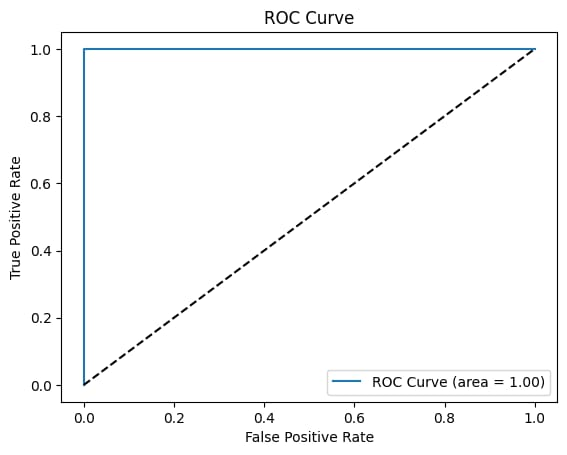 ROC Curve
True Positive Rate
1.0
0.8
0.6
0.4
0.2
0.0
ROC Curve (area = 1.00)
0.0 0.2 0.4 0.6 0.8 1.0
False Positive Rate